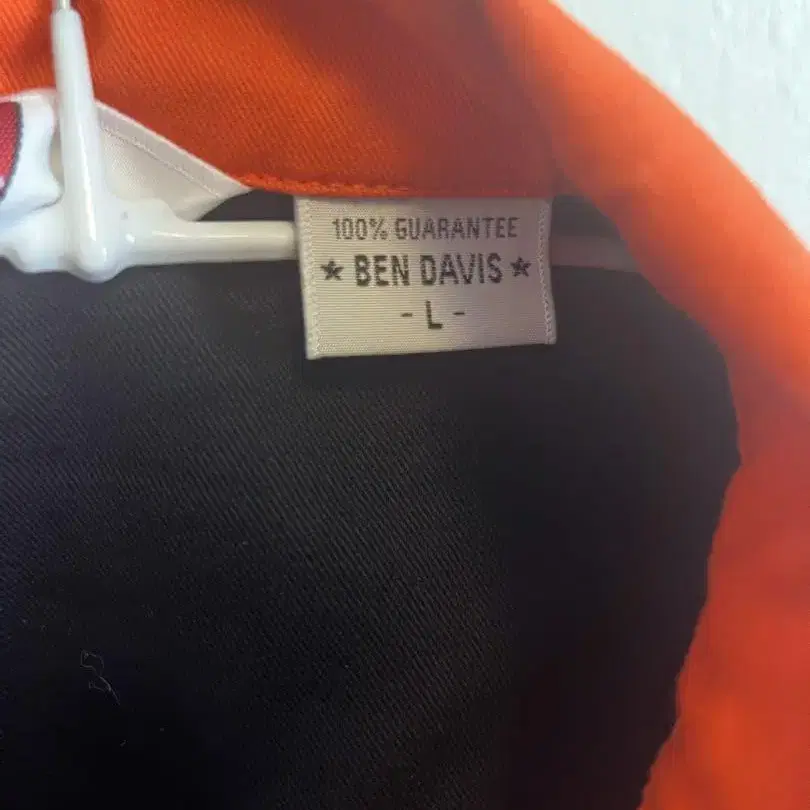 100% GUARANTEE
★ BEN DAVIS ★
- L -